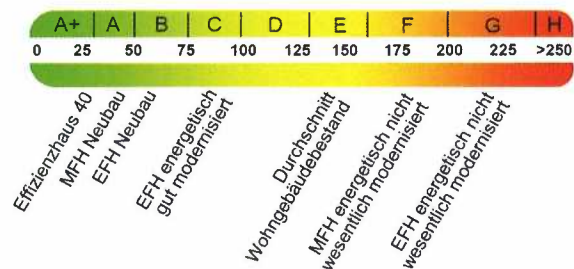 A+ A B C D E F G H
0 25 50 75 100 125 150 175 200 225 >250
Effizienzhaus 40
MFH Neubau
EFH Neubau
EFH energetisch
gut modernisiert
Durchschnitt
Wohngebäudebestand
MFH energetisch nicht
wesentlich modernisiert
EFH energetisch nicht
wesentlich modernisiert